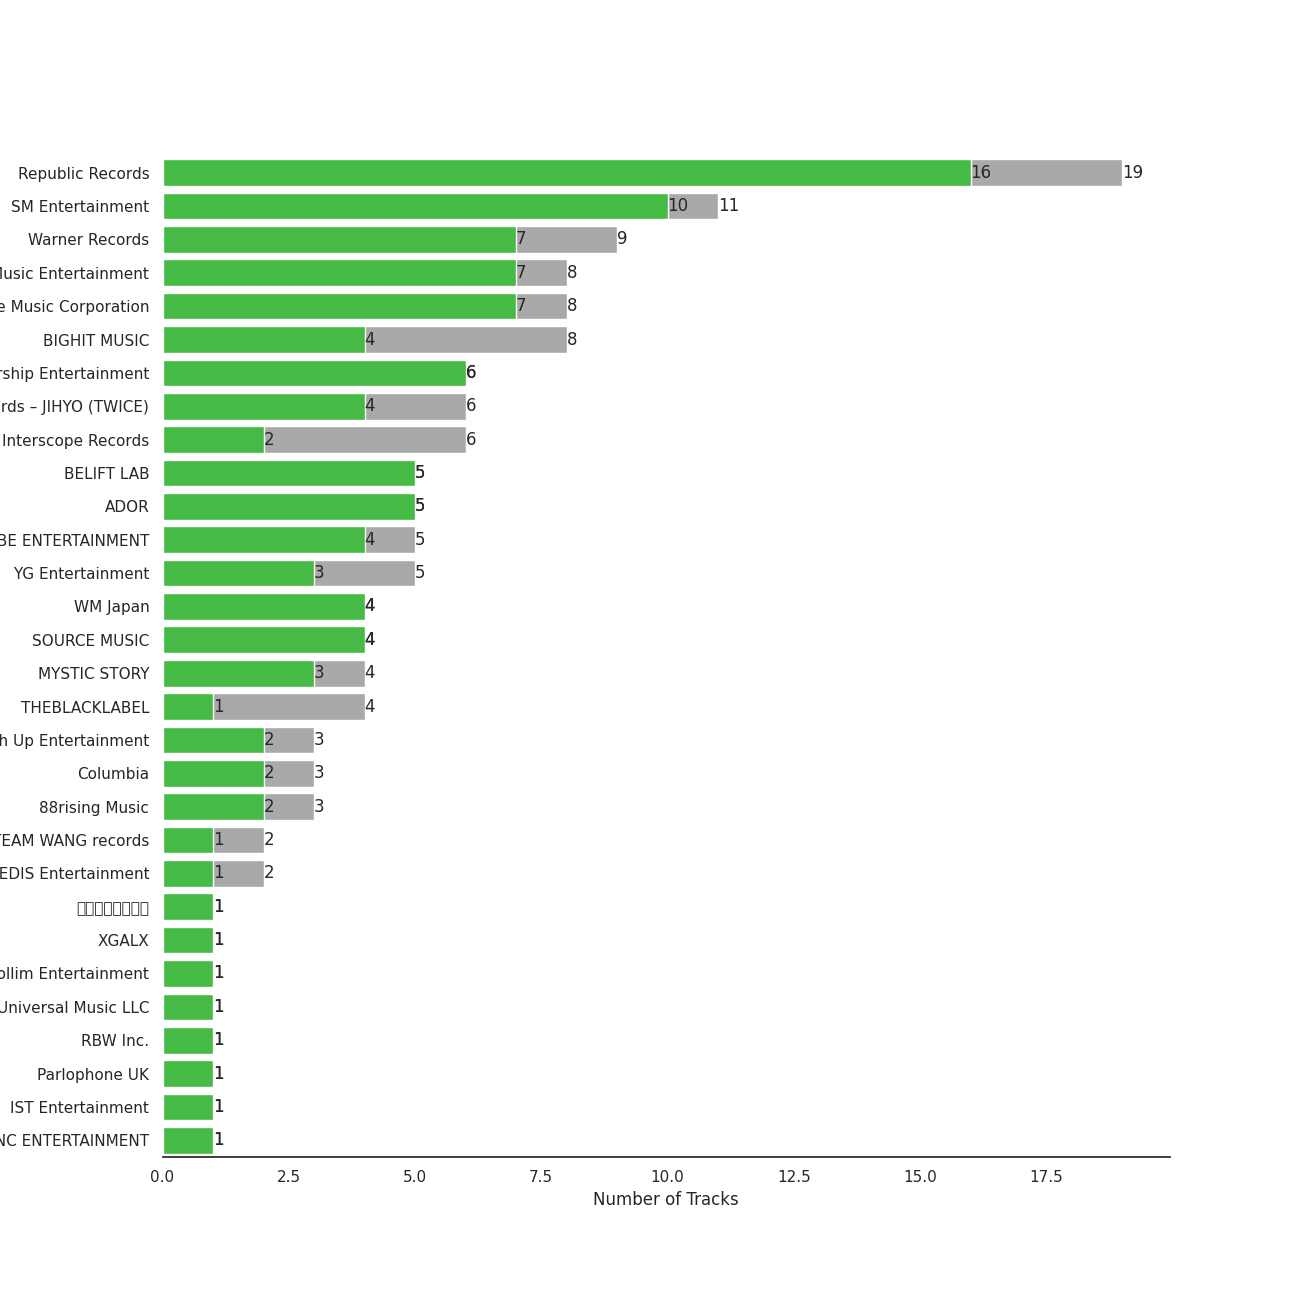 Republic Records 16 19
SM Entertainment 10 11
Warner Records 7 9
Music Entertainment 7 8
e Music Corporation 7 8
BIGHIT MUSIC 4 8
rship Entertainment 6
rds – JIHYO (TWICE) 4 6
Interscope Records 2 6
BELIFT LAB 5
ADOR 5
BE ENTERTAINMENT 4 5
YG Entertainment 3 5
WM Japan 4
SOURCE MUSIC 4
MYSTIC STORY 3 4
THEBLACKLABEL 1 4
h Up Entertainment 2 3
Columbia 2 3
88rising Music 2 3
TEAM WANG records 1 2
EDIS Entertainment 1 2
1
XGALX 1
ollim Entertainment 1
Universal Music LLC 1
RBW Inc. 1
Parlophone UK 1
IST Entertainment 1
NC ENTERTAINMENT 1
0.0 2.5 5.0 7.5 10.0 12.5 15.0 17.5
Number of Tracks